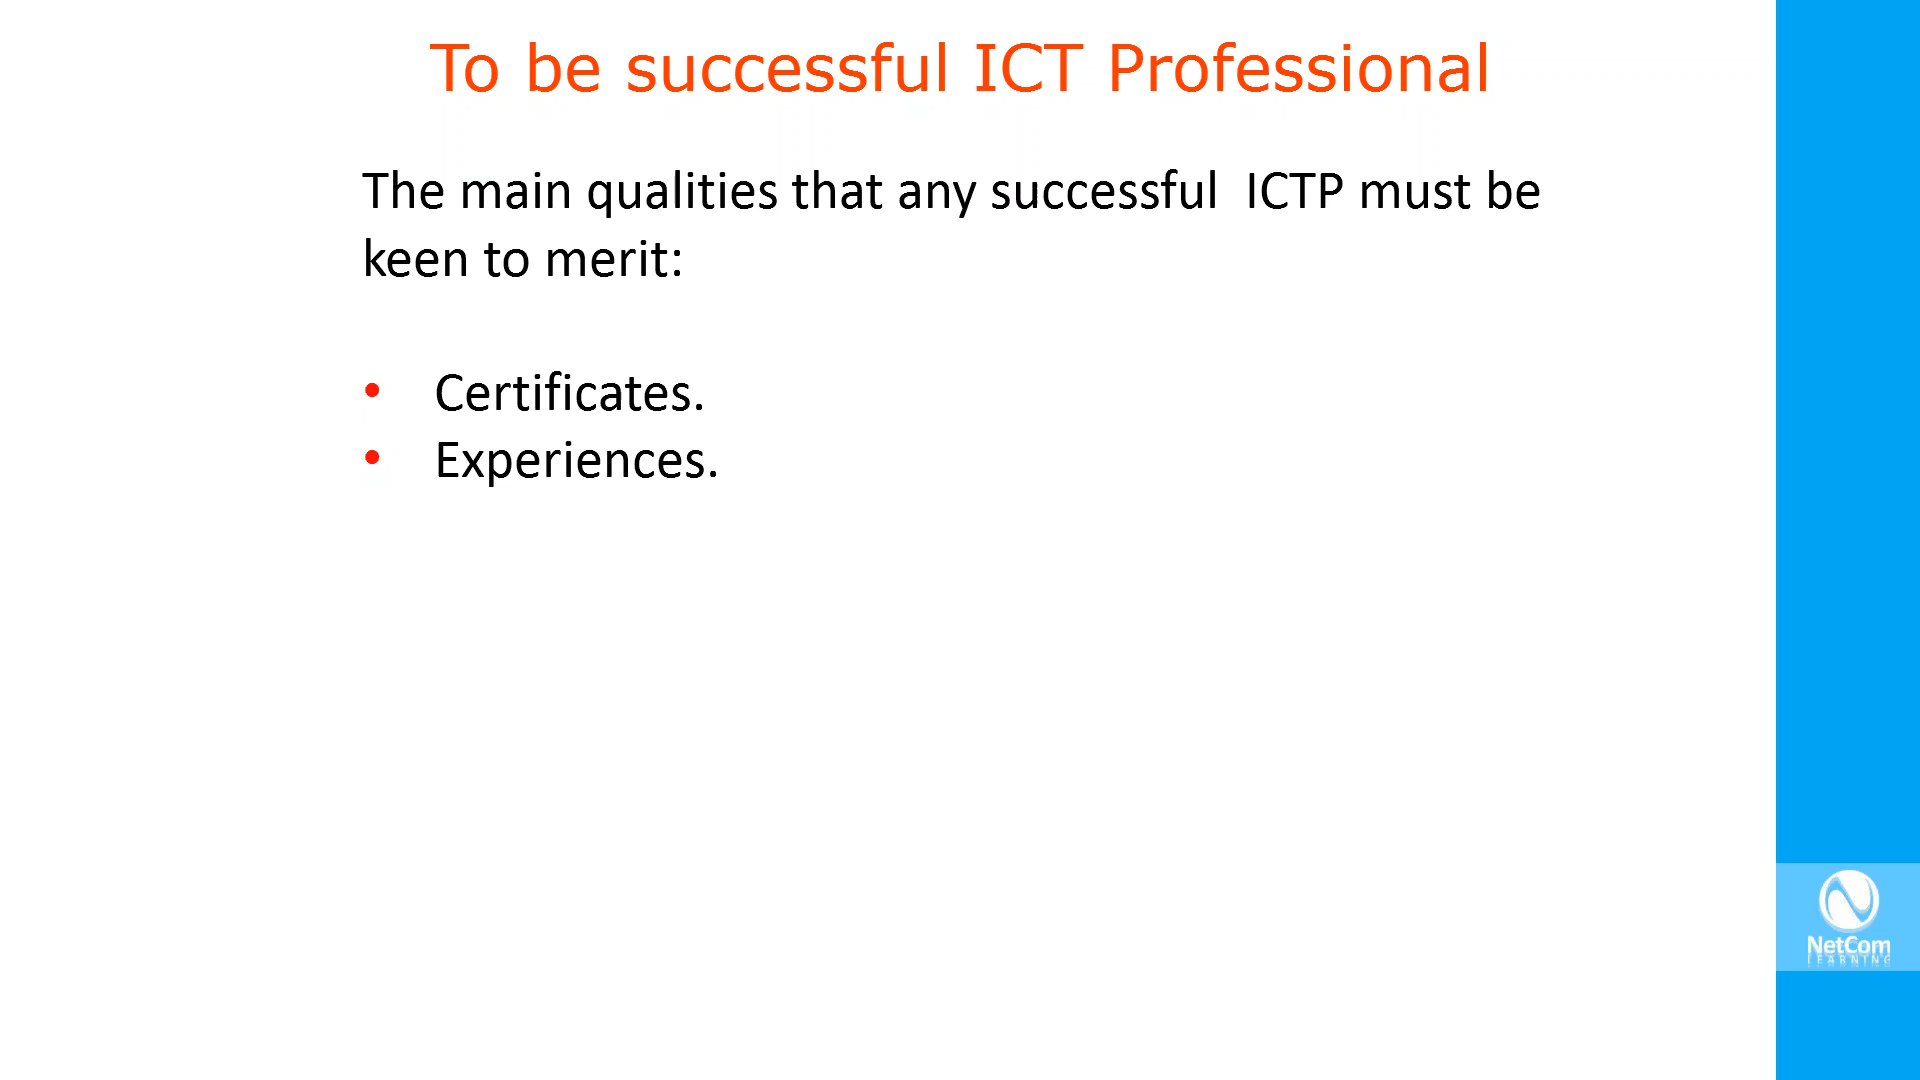 To be successful ICT Professional
The main qualities that any successful  ICTP must be
keen to merit:
• Certificates.
• Experiences.
NetCom
LEARNING